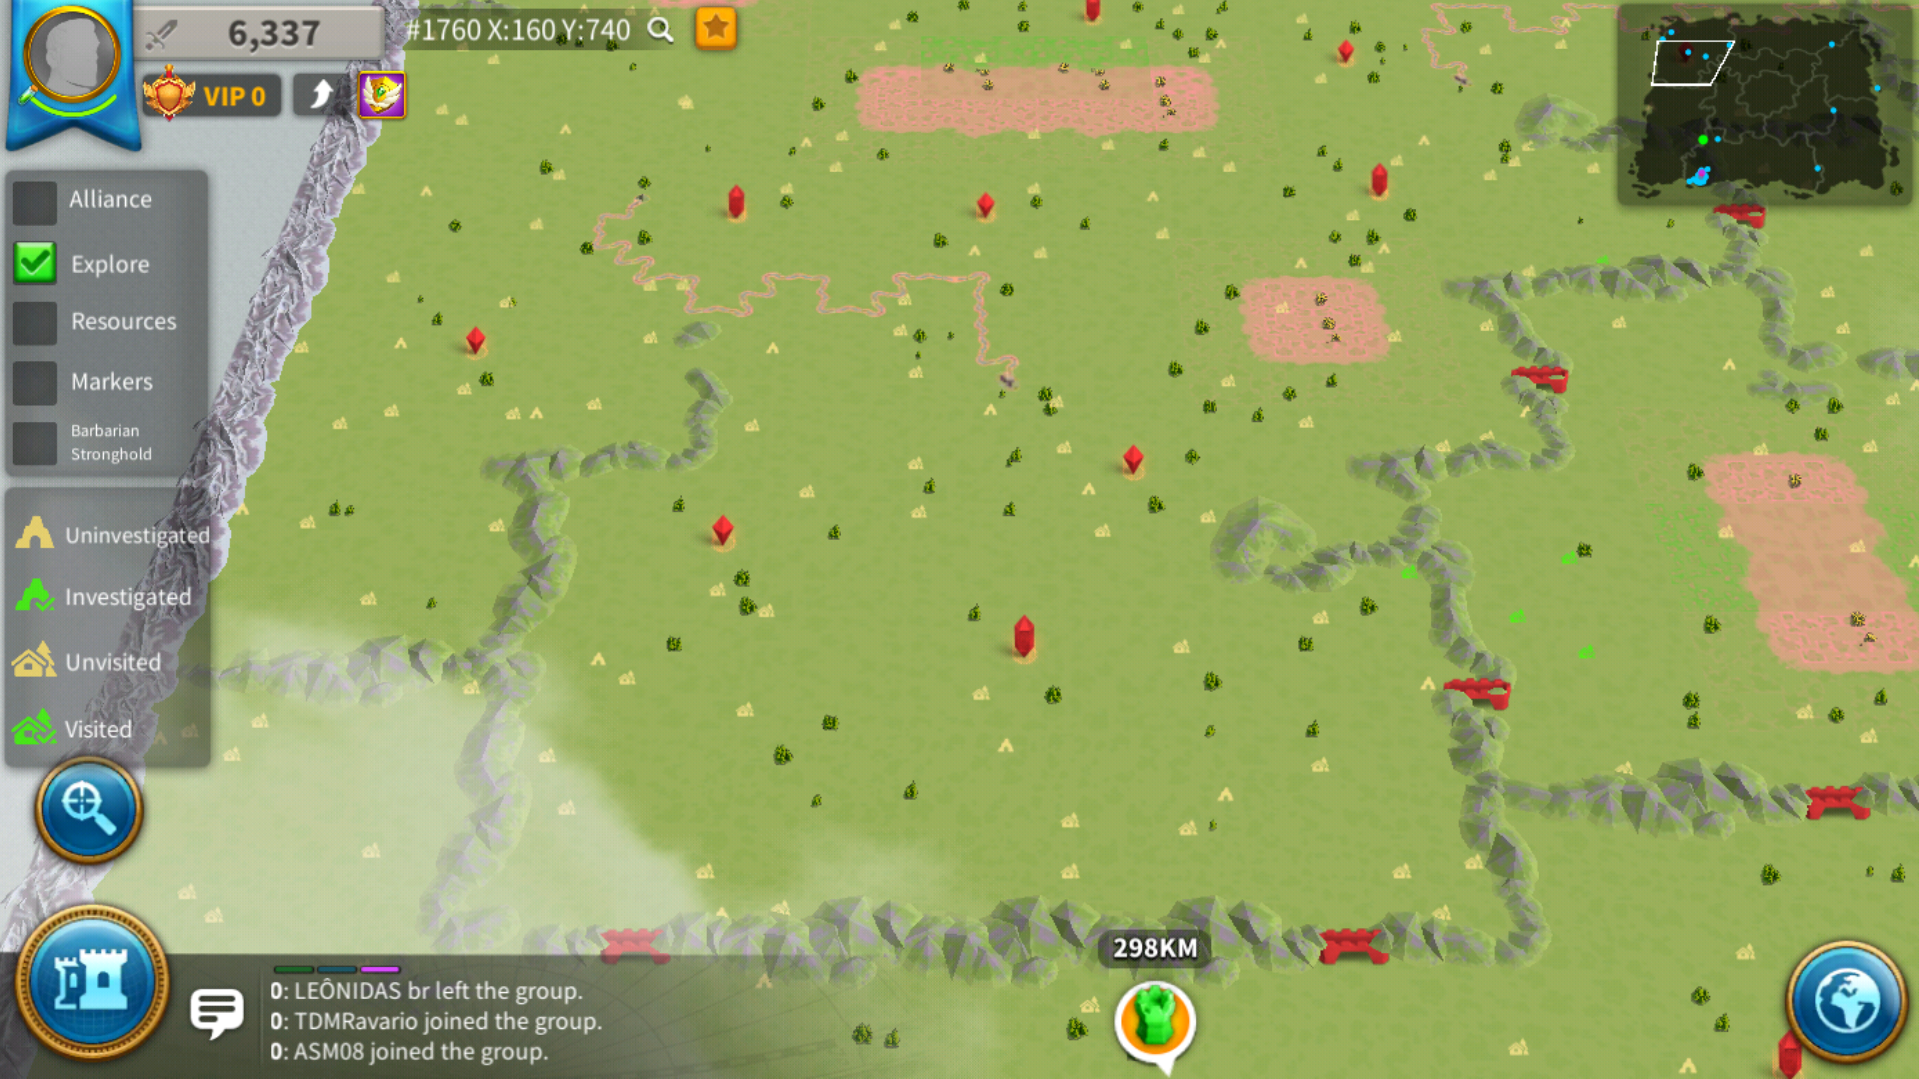 6,337
#1760 X:160 Y:740
VIP 0
Alliance
Explore
Resources
Markers
Barbarian
Stronghold
Uninvestigated
Investigated
Unvisited
Visited
298KM
0: LEÔNIDAS br left the group.
0: TDMRavario joined the group.
0: ASM08 joined the group.